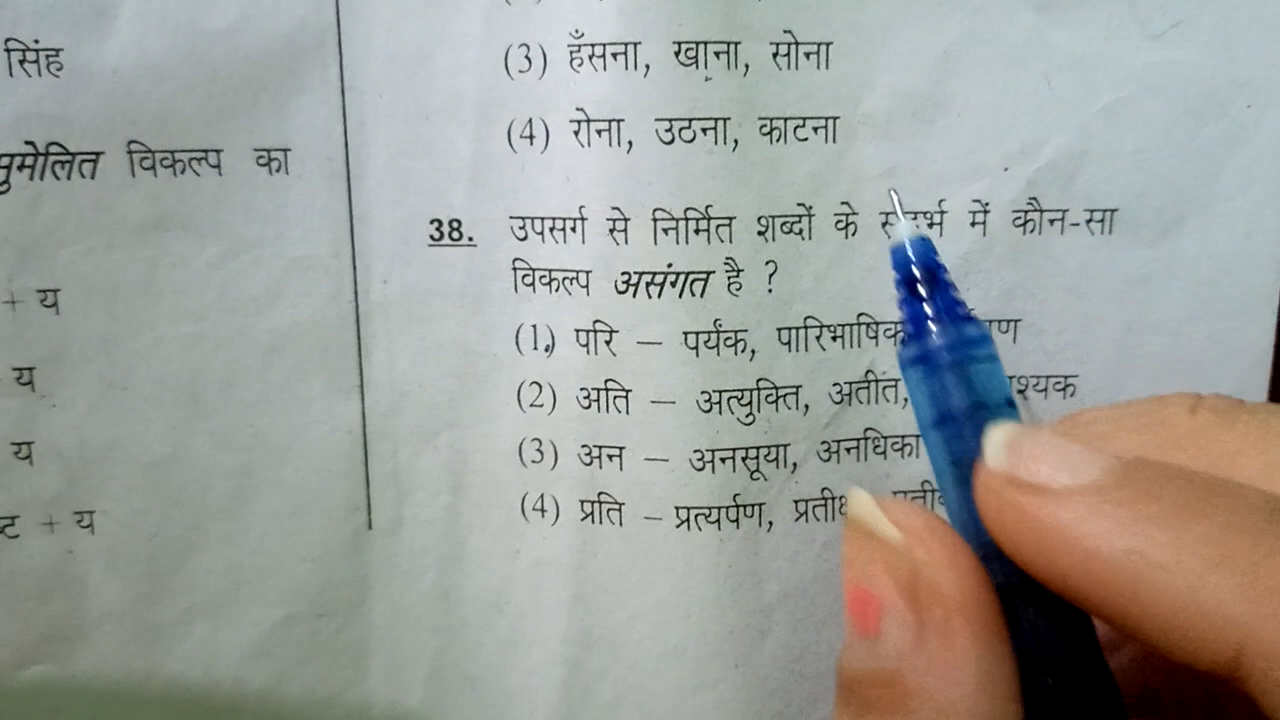 सिंह
सुमेलित विकल्प का
+ य
य
य
ट + य
(3) हँसना, खाना, सोना
(4) रोना, उठना, काटना
38. उपसर्ग से निर्मित शब्दों के में कौन-सा
विकल्प असंगत है ?
(1) परि – पर्यंक, पारिभाषिक
(2) अति – अत्युक्ति, अतीत,
(3) अन – अनसूया,
(4) प्रति – प्रत्यर्पण,